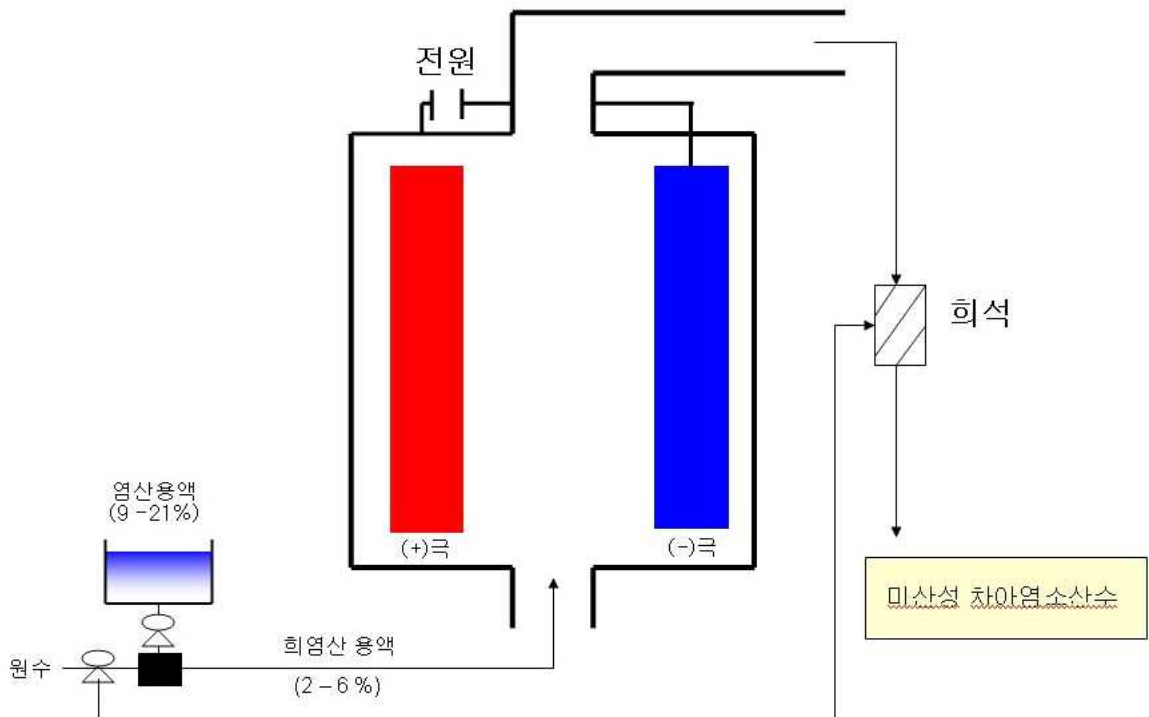 전원
희석
염산용액
(9 -21%)
(+)극
(-)극
미산성 차아염소산수
원수
희염산 용액
(2 – 6 %)